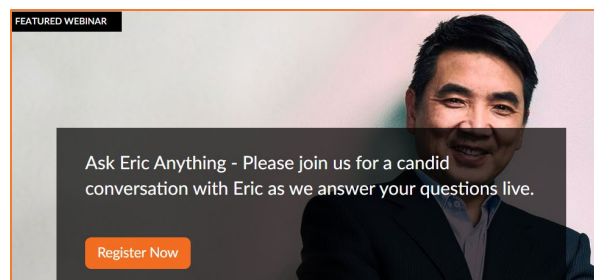 FEATURED WEBINAR
Ask Eric Anything - Please join us for a candid
conversation with Eric as we answer your questions live.
Register Now